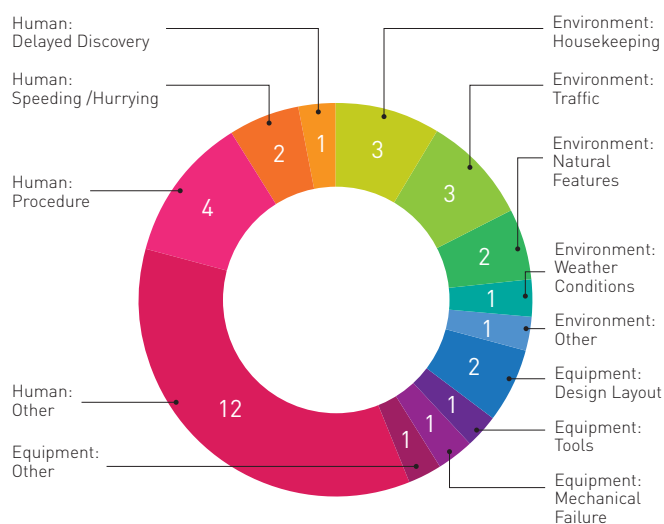 Human:
Delayed Discovery
Human:
Speeding /Hurrying
Human:
Procedure
Human:
Other
Equipment:
Other
Environment:
Housekeeping
Environment:
Traffic
Environment:
Natural
Features
Environment:
Weather
Conditions
Environment:
Other
Equipment:
Design Layout
Equipment:
Tools
Equipment:
Mechanical
Failure
3
3
2
1
1
2
1
1
1
12
4
2
1